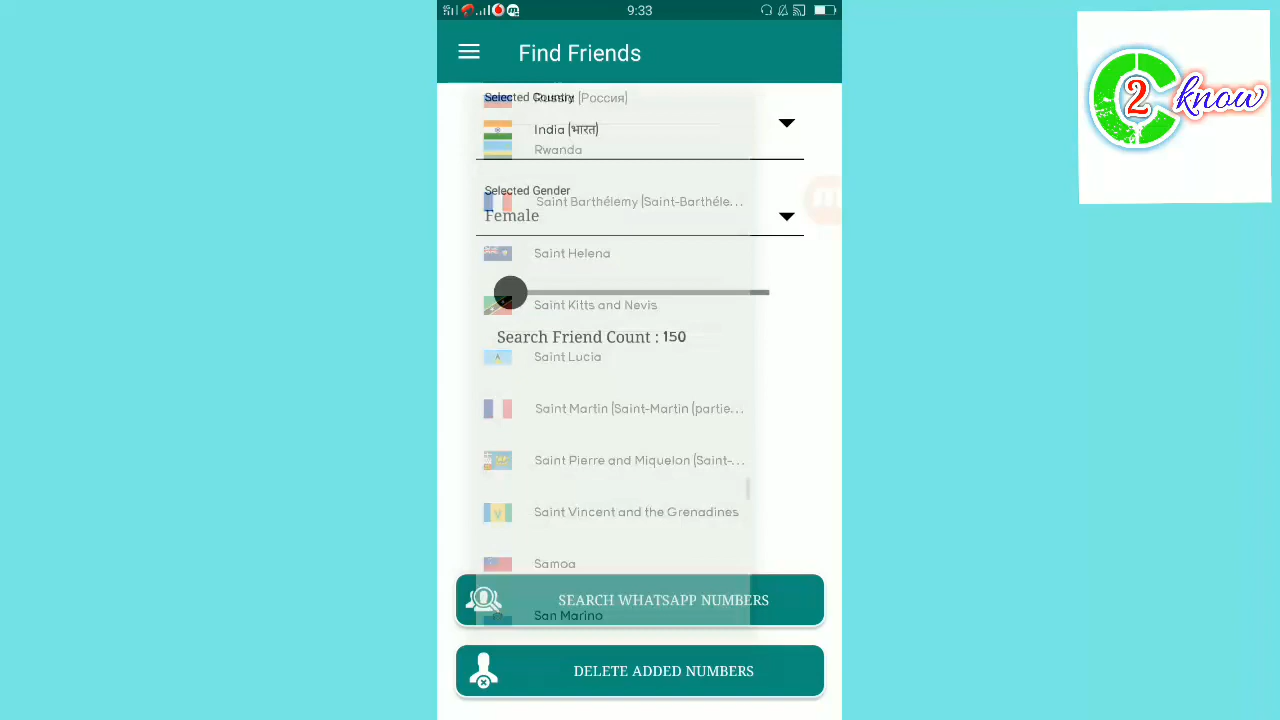 9:33
Find Friends
Selected Country
Russia (Россия)
India (भारत)
Rwanda
Selected Gender
Saint Barthélemy (Saint-Barthéle...
Female
Saint Helena
Saint Kitts and Nevis
Search Friend Count : 150
Saint Lucia
Saint Martin (Saint-Martin (partie...
Saint Pierre and Miquelon (Saint-...
Saint Vincent and the Grenadines
Samoa
SEARCH WHATSAPP NUMBERS
San Marino
DELETE ADDED NUMBERS
2 know